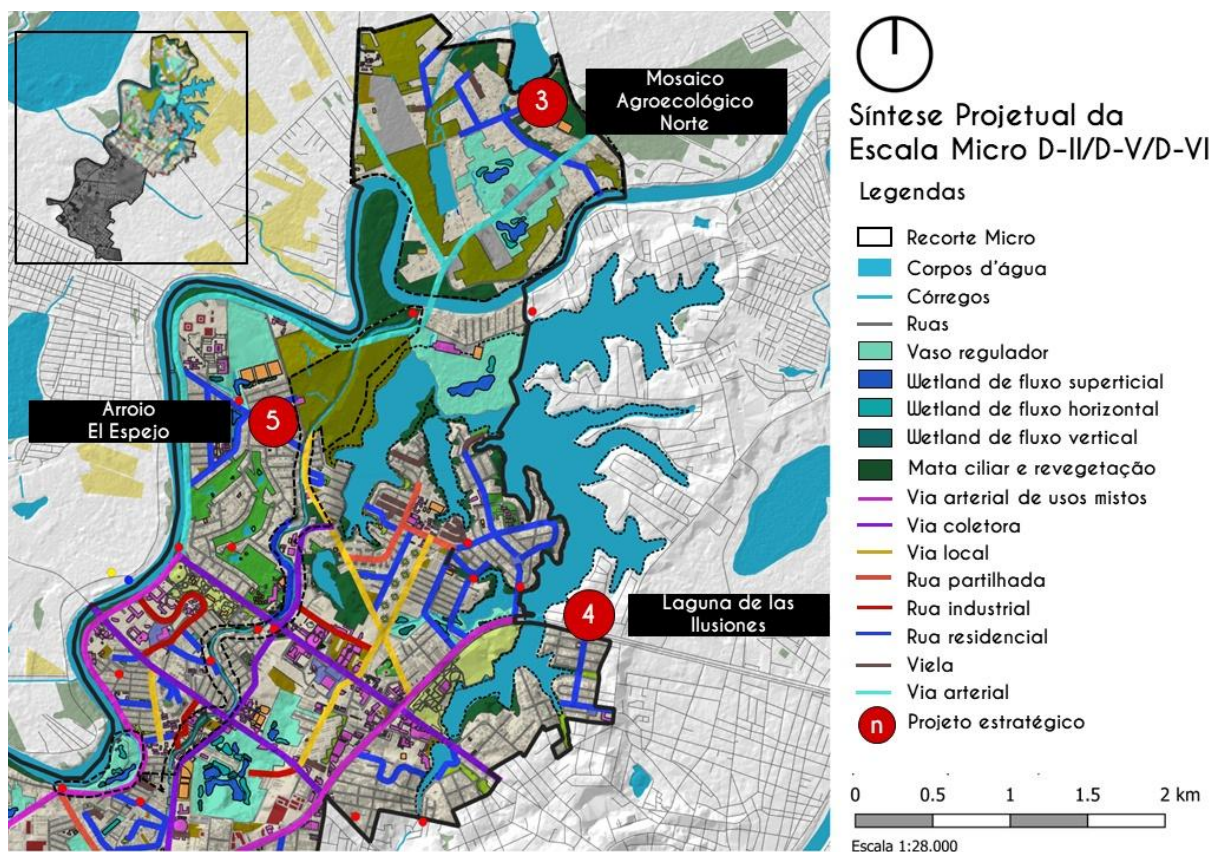 3
Mosaico
Agroecológico
Norte
Arroio
El Espejo
5
4
Laguna de las
Ilusiones
Síntese Projetual da
Escala Micro D-II/D-V/D-VI
Legendas
Recorte Micro
Corpos d'água
Córregos
Ruas
Vaso regulador
Wetland de fluxo superticial
Wetland de fluxo horizontal
Wetland de fluxo vertical
Mata ciliar e revegetação
Via arterial de usos mistos
Via coletora
Via local
Rua partilhada
Rua industrial
Rua residencial
Viela
Via arterial
n Projeto estratégico
0 0.5 1 1.5 2 km
Escala 1:28.000